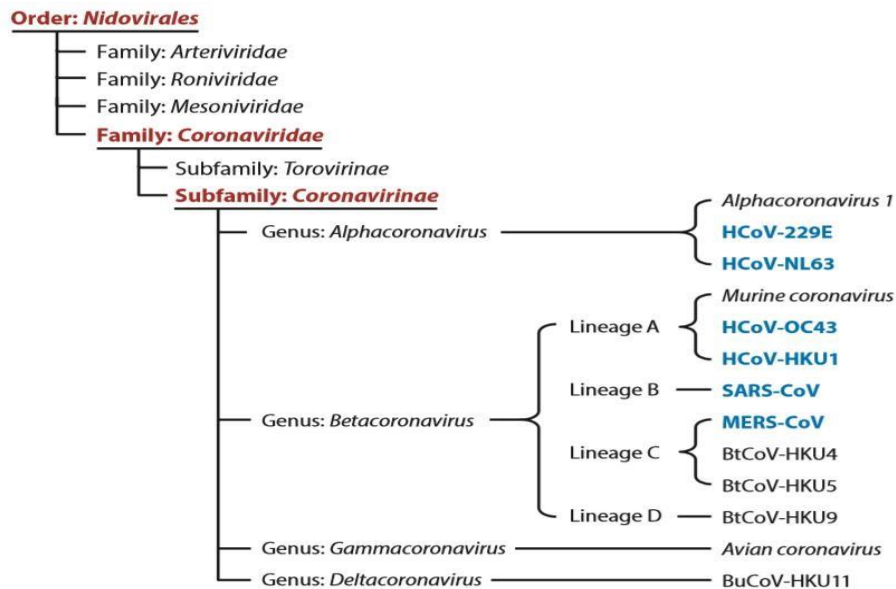 Order: Nidovirales
Family: Arteriviridae
Family: Roniviridae
Family: Mesoniviridae
Family: Coronaviridae
Subfamily: Torovirinae
Subfamily: Coronavirinae
Genus: Alphacoronavirus
Alphacoronavirus 1
HCoV-229E
HCoV-NL63
Genus: Betacoronavirus
Lineage A
Murine coronavirus
HCoV-OC43
HCoV-HKU1
Lineage B
SARS-CoV
Lineage C
MERS-CoV
BtCoV-HKU4
BtCoV-HKU5
Lineage D
BtCoV-HKU9
Genus: Gammacoronavirus
Avian coronavirus
Genus: Deltacoronavirus
BuCoV-HKU11